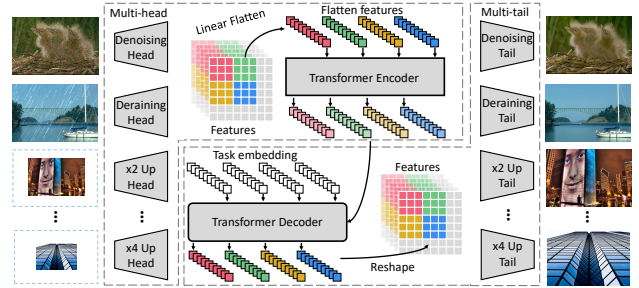 Multi-head
Denoising
Head
Deraining
Head
x2 Up
Head
x4 Up
Head
Linear Flatten
Features
Flatten features
Transformer Encoder
Task embedding
Transformer Decoder
Features
Reshape
Multi-tail
Denoising
Tail
Deraining
Tail
x2 Up
Tail
x4 Up
Tail